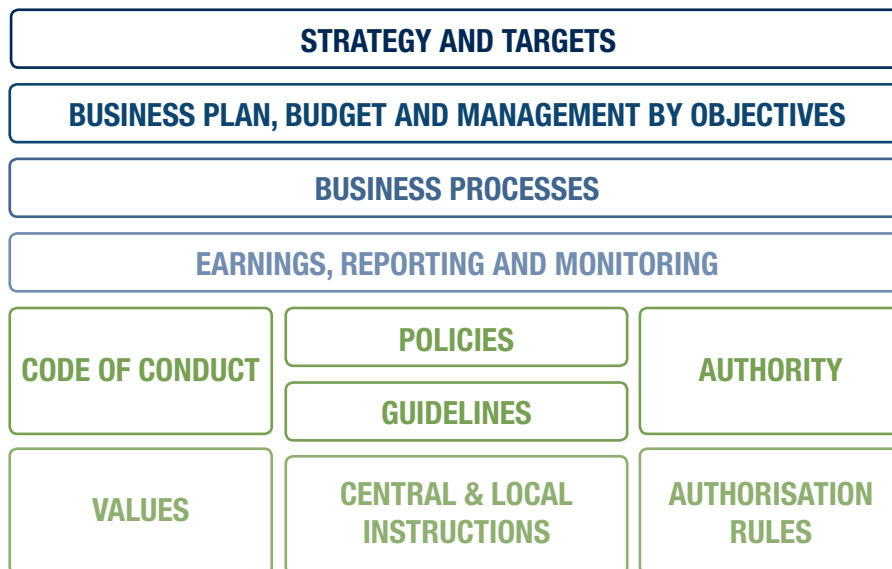 STRATEGY AND TARGETS
BUSINESS PLAN, BUDGET AND MANAGEMENT BY OBJECTIVES
BUSINESS PROCESSES
EARNINGS, REPORTING AND MONITORING
CODE OF CONDUCT
POLICIES
GUIDELINES
AUTHORITY
VALUES
CENTRAL & LOCAL
INSTRUCTIONS
AUTHORISATION
RULES